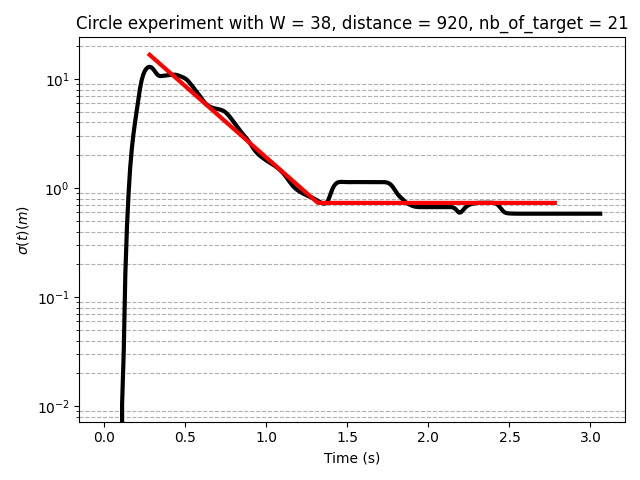 Circle experiment with W = 38, distance = 920, nb_of_target = 21
10¹
10⁰
10⁻¹
10⁻²
σ(t)(m)
0.0 0.5 1.0 1.5 2.0 2.5 3.0
Time (s)